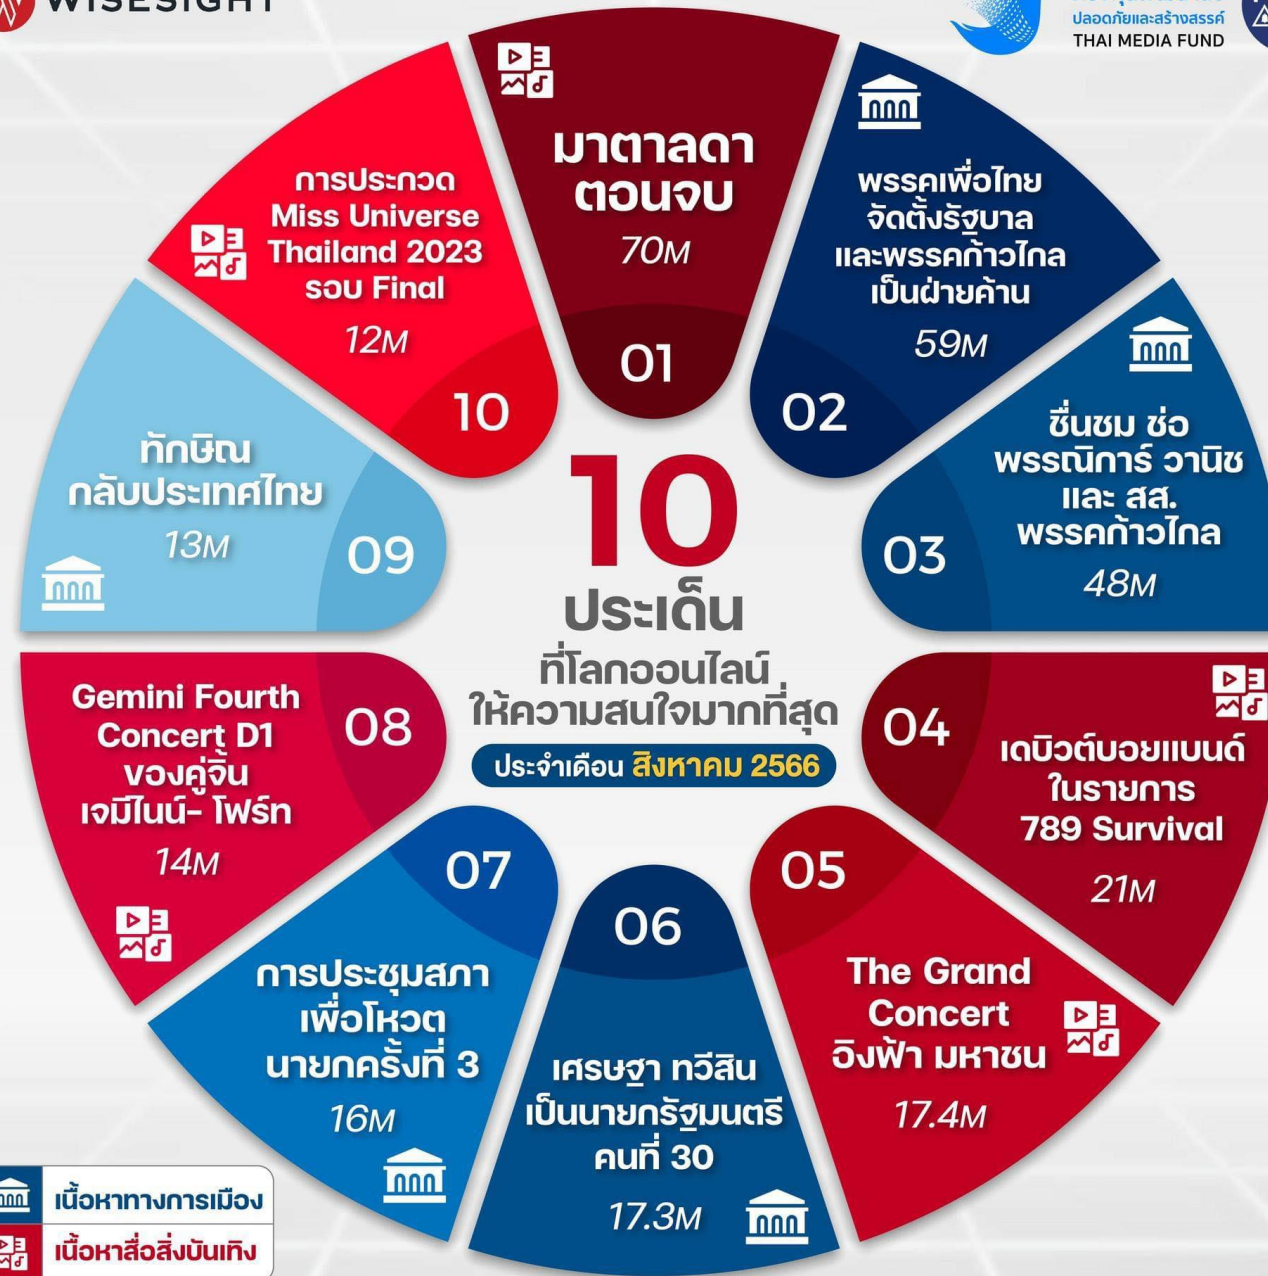 WISESIGHT
ปลอดภัยและสร้างสรรค์
THAI MEDIA FUND
มาตาลดา
ตอนจบ
70M
01
พรรคเพื่อไทย
จัดตั้งรัฐบาล
และพรรคก้าวไกล
เป็นฝ่ายค้าน
59M
02
ชื่นชม ช่อ
พรรณิการ์ วานิช
และ สส.
พรรคก้าวไกล
48M
03
04
เดบิวต์บอยแบนด์
ในรายการ
789 Survival
21M
05
The Grand
Concert
อิงฟ้า มหาชน
17.4M
06
เศรษฐา ทวีสิน
เป็นนายกรัฐมนตรี
คนที่ 30
17.3M
07
การประชุมสภา
เพื่อโหวต
นายกครั้งที่ 3
16M
Gemini Fourth
Concert D1
ของคู่จิ้น
เจมีไนน์- โฟร์ท
14M
08
ทักษิณ
กลับประเทศไทย
13M
09
การประกวด
Miss Universe
Thailand 2023
รอบ Final
12M
10
10
ประเด็น
ที่โลกออนไลน์
ให้ความสนใจมากที่สุด
ประจำเดือน สิงหาคม 2566
เนื้อหาทางการเมือง
เนื้อหาสื่อสิ่งบันเทิง